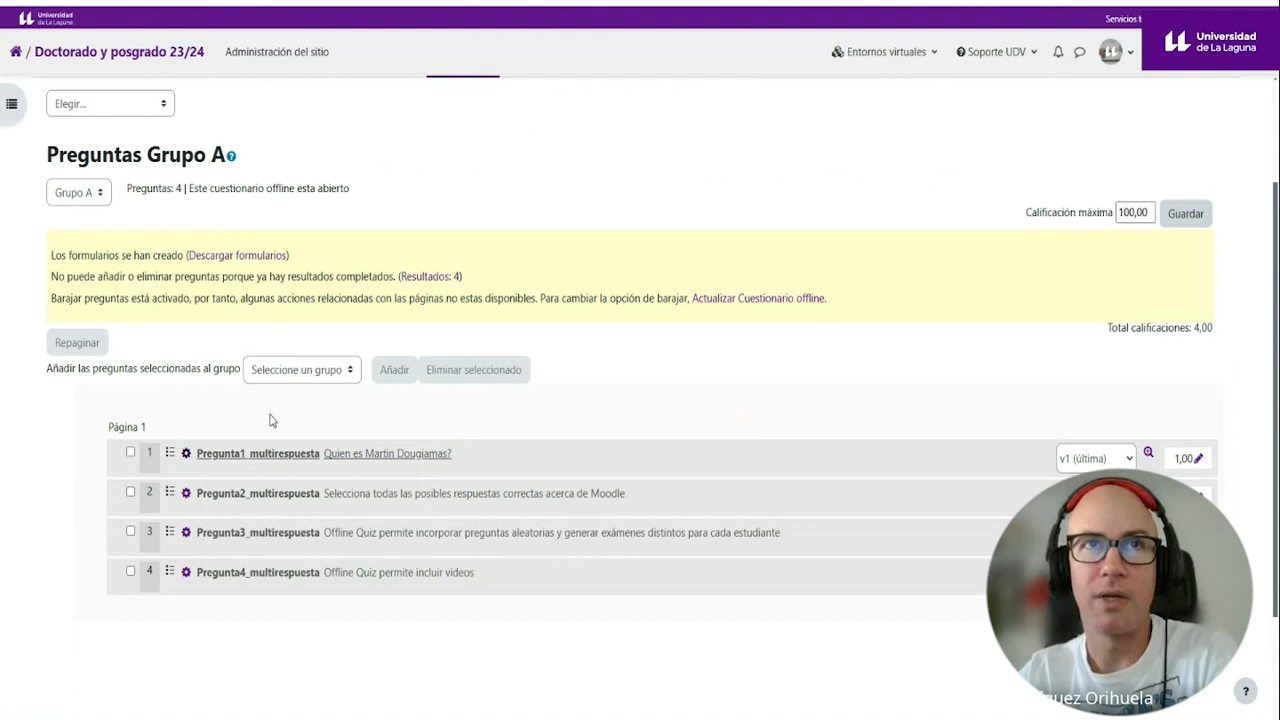 Universidad
de La Laguna
Servicios
Universidad
de La Laguna
/ Doctorado y posgrado 23/24
Administración del sitio
Entornos virtuales
Soporte UDV
Elegir...
Preguntas Grupo A
Grupo A
Preguntas: 4 | Este cuestionario offline esta abierto
Calificación máxima
100,00
Guardar
Los formularios se han creado (Descargar formularios)
No puede añadir o eliminar preguntas porque ya hay resultados completados. (Resultados: 4)
Barajar preguntas está activado, por tanto, algunas acciones relacionadas con las páginas no estas disponibles. Para cambiar la opción de barajar, Actualizar Cuestionario offline.
Total calificaciones: 4,00
Repaginar
Añadir las preguntas seleccionadas al grupo
Seleccione un grupo
Añadir
Eliminar seleccionado
Página 1
1 Pregunta1_multirespuesta Quien es Martin Dougiamas?
v1 (última)
1,00
2 Pregunta2_multirespuesta Selecciona todas las posibles respuestas correctas acerca de Moodle
3 Pregunta3_multirespuesta Offline Quiz permite incorporar preguntas aleatorias y generar exámenes distintos para cada estudiante
4 Pregunta4_multirespuesta Offline Quiz permite incluir videos
Orihuela
?